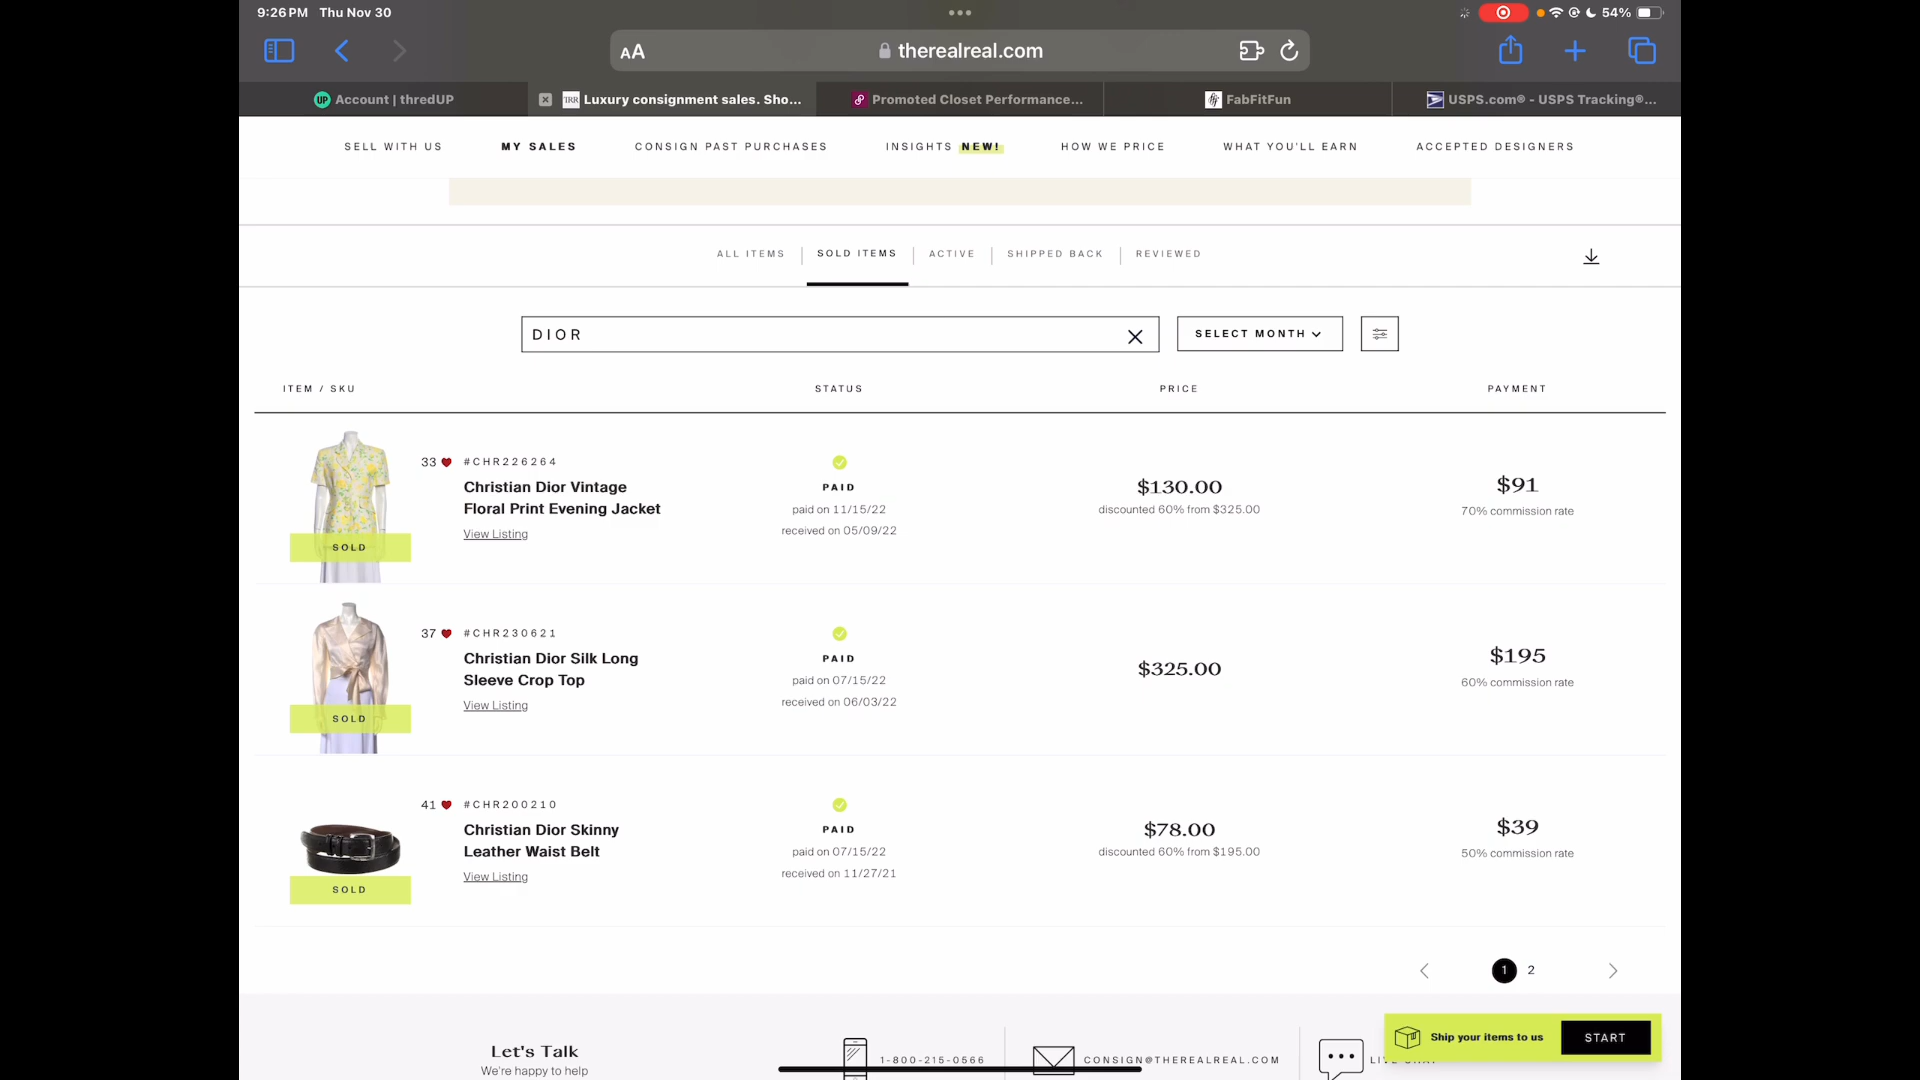 9:26 PM Thu Nov 30
54%
AA
therealreal.com
UP Account | thredUP
TRR Luxury consignment sales. Sho...
Promoted Closet Performance...
FabFitFun
USPS.com® - USPS Tracking®...
SELL WITH US
MY SALES
CONSIGN PAST PURCHASES
INSIGHTS NEW!
HOW WE PRICE
WHAT YOU'LL EARN
ACCEPTED DESIGNERS
ALL ITEMS
SOLD ITEMS
ACTIVE
SHIPPED BACK
REVIEWED
DIOR
SELECT MONTH
ITEM / SKU
STATUS
PRICE
PAYMENT
33
#CHR226264
Christian Dior Vintage
Floral Print Evening Jacket
View Listing
SOLD
PAID
paid on 11/15/22
received on 05/09/22
$130.00
discounted 60% from $325.00
$91
70% commission rate
37
#CHR230621
Christian Dior Silk Long
Sleeve Crop Top
View Listing
SOLD
PAID
paid on 07/15/22
received on 06/03/22
$325.00
$195
60% commission rate
41
#CHR200210
Christian Dior Skinny
Leather Waist Belt
View Listing
SOLD
PAID
paid on 07/15/22
received on 11/27/21
$78.00
discounted 60% from $195.00
$39
50% commission rate
1
2
Ship your items to us
START
Let's Talk
We're happy to help
1-800-215-0566
CONSIGN@THEREALREAL.COM